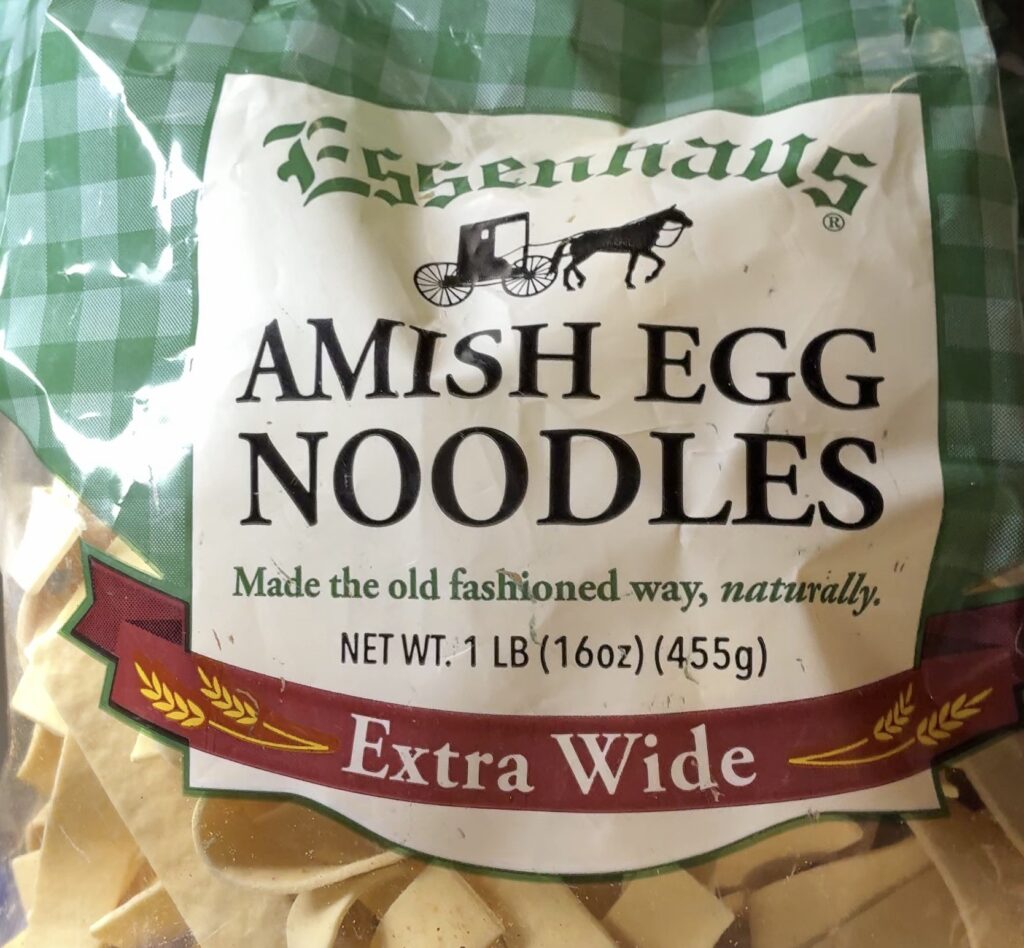 Essenhaus
®
AMISH EGG
NOODLES
Made the old fashioned way, naturally.
NET WT. 1 LB (16oz) (455g)
Extra Wide